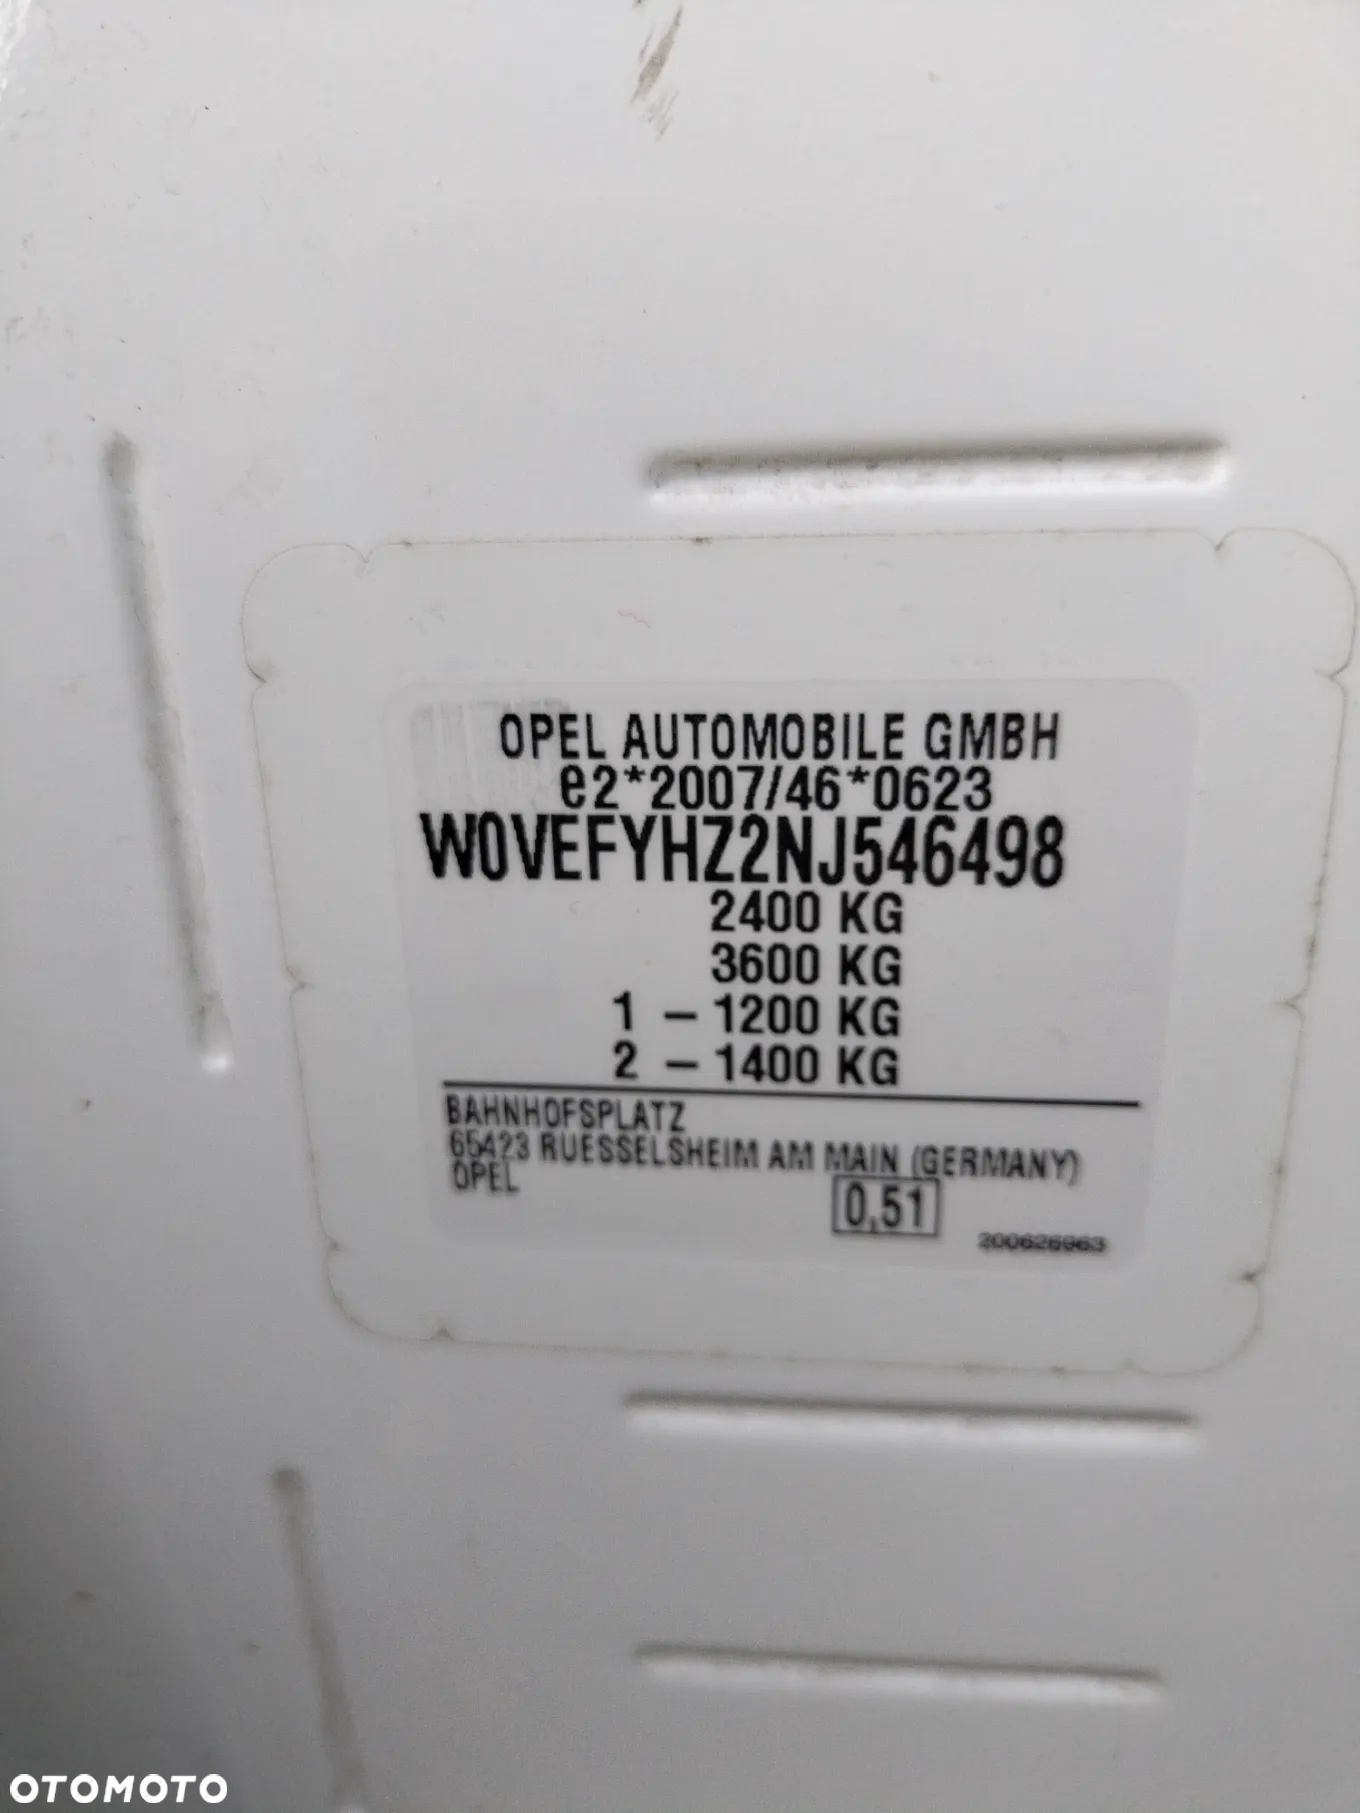 OPEL AUTOMOBILE GMBH
e2*2007/46*0623
W0VEFYHZ2NJ546498
2400 KG
3600 KG
1 – 1200 KG
2 – 1400 KG
BAHNHOFSPLATZ
65423 RUESSELSHEIM AM MAIN (GERMANY)
OPEL
0,51
200626963
OTOMOTO